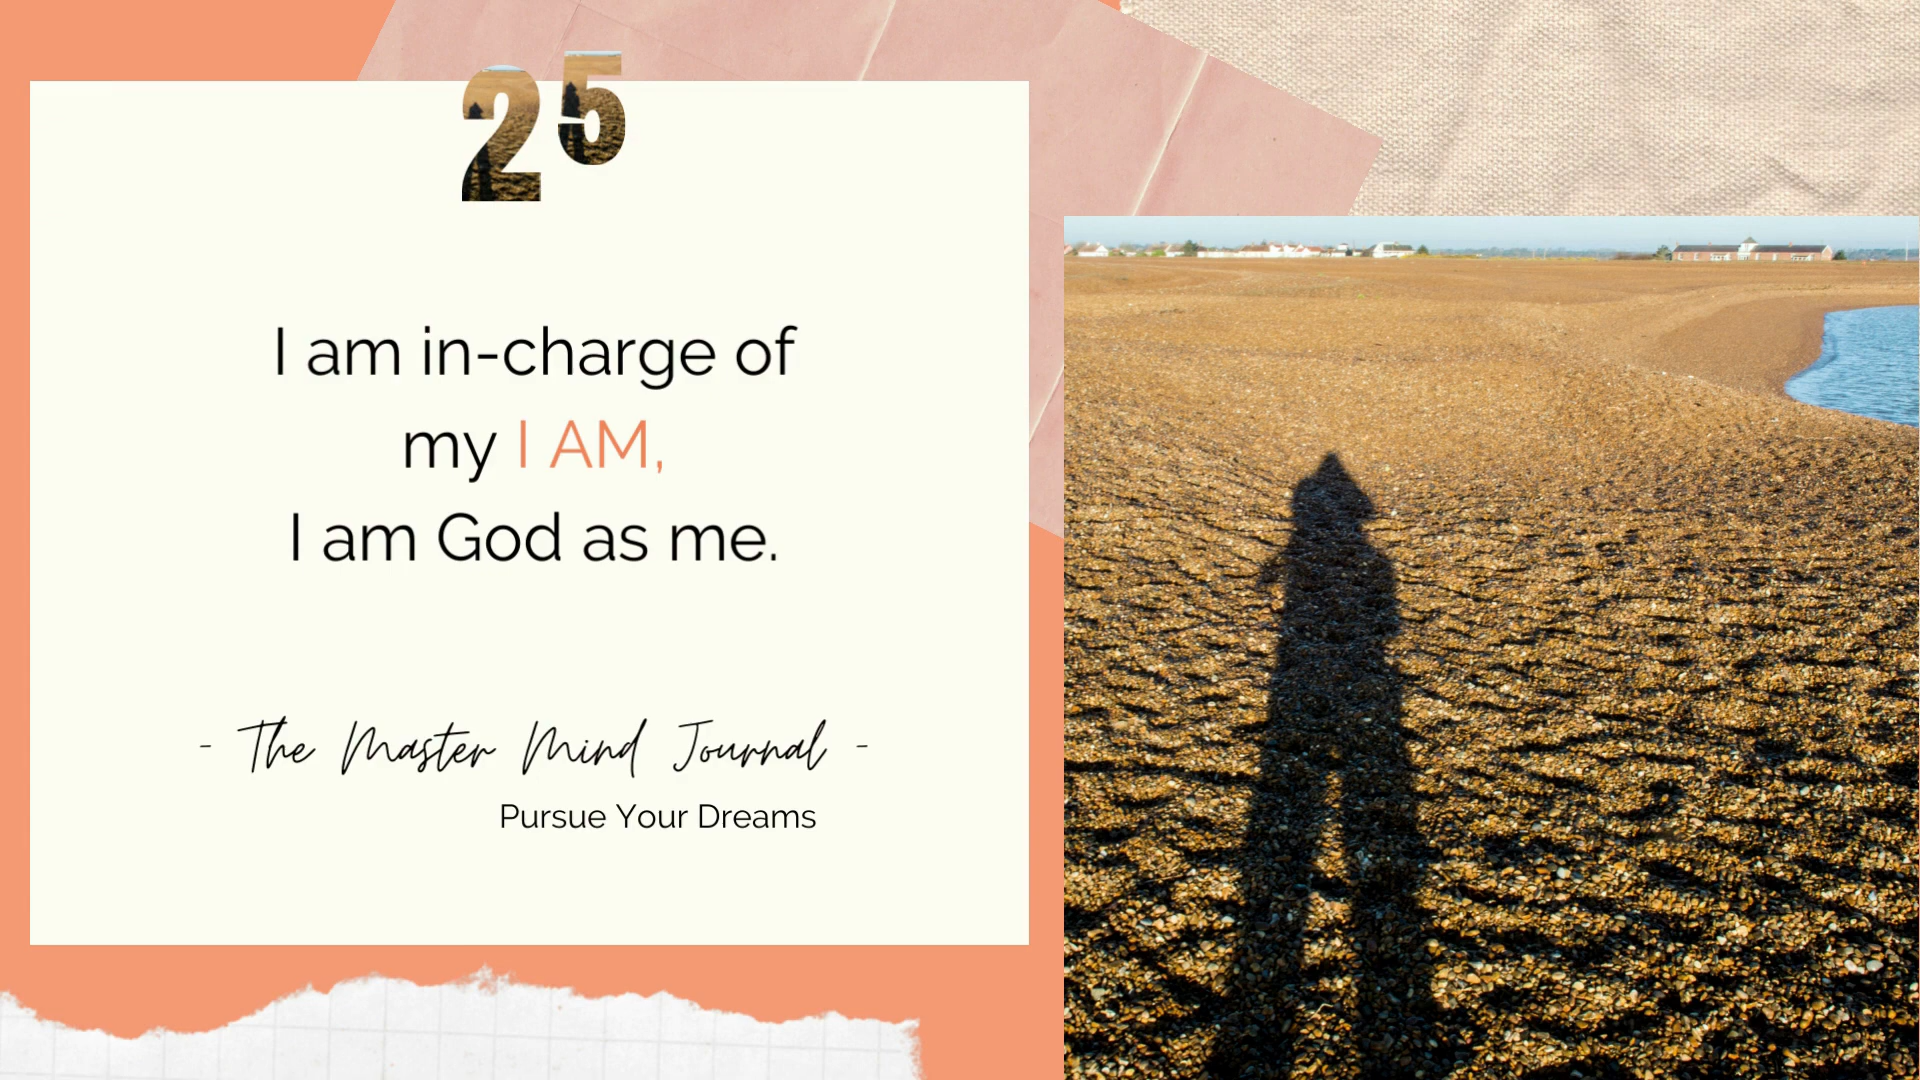 25
I am in-charge of
my I AM,
I am God as me.
- The Master Mind Journal -
Pursue Your Dreams